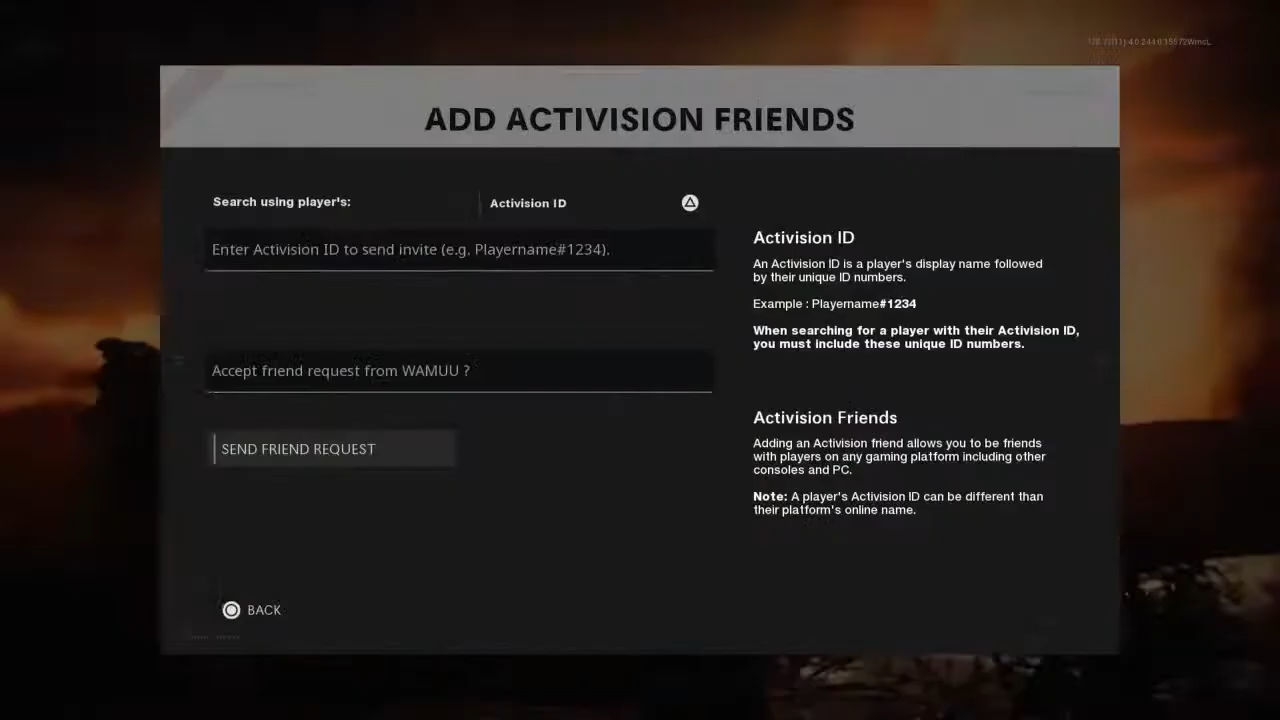 ADD ACTIVISION FRIENDS
Search using player's:
Activision ID
Enter Activision ID to send invite (e.g. Playername#1234).
Accept friend request from WAMUU ?
SEND FRIEND REQUEST
BACK
Activision ID
An Activision ID is a player's display name followed
by their unique ID numbers.
Example : Playername#1234
When searching for a player with their Activision ID,
you must include these unique ID numbers.
Activision Friends
Adding an Activision friend allows you to be friends
with players on any gaming platform including other
consoles and PC.
Note: A player's Activision ID can be different than
their platform's online name.